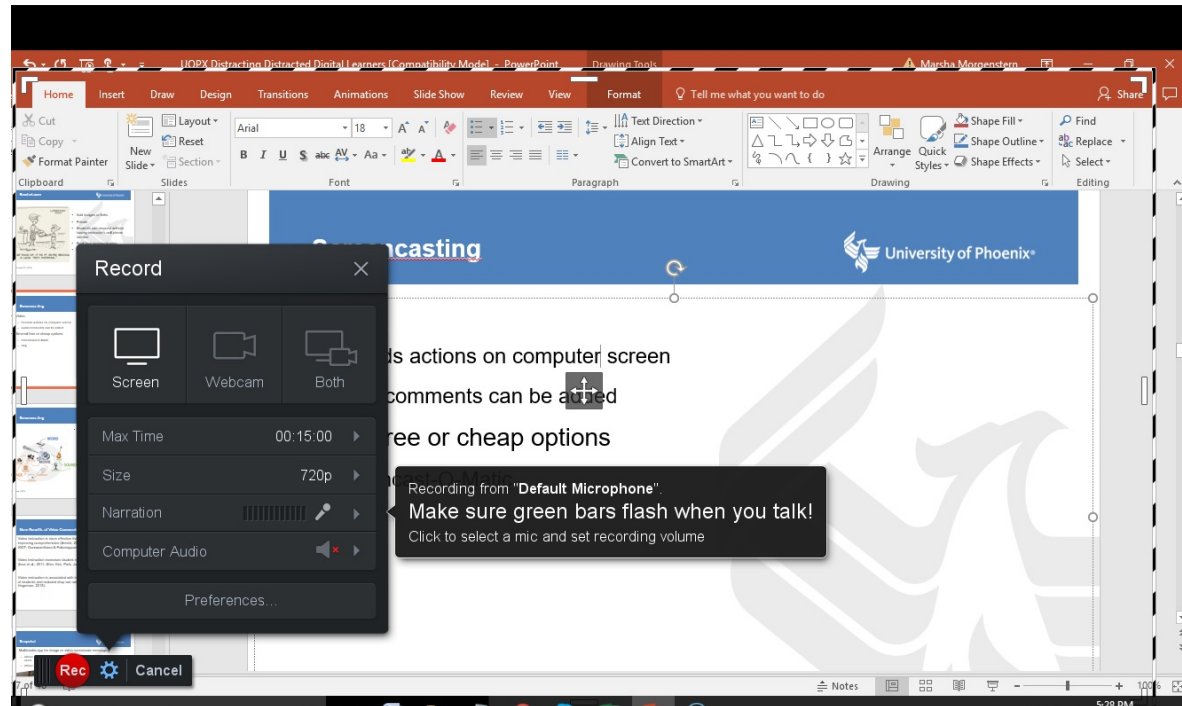 UOPX Distracting Distracted Digital Learners [Compatibility Mode] - PowerPoint
Drawing Tools
Marsha Morgenstern
Home Insert Draw Design Transitions Animations Slide Show Review View Format Tell me what you want to do Share
Cut
Copy
Format Painter
Clipboard
New Slide
Layout
Reset
Section
Slides
Arial 18
B I U S abc AV Aa A
Font
Paragraph
Text Direction
Align Text
Convert to SmartArt
Arrange
Quick Styles
Shape Fill
Shape Outline
Shape Effects
Drawing
Find
Replace
Select
Editing
ncasting
University of Phoenix®
ds actions on computer screen
comments can be added
ree or cheap options
Record
Screen Webcam Both
Max Time 00:15:00
Size 720p
Narration
Computer Audio
Preferences...
Recording from "Default Microphone".
Make sure green bars flash when you talk!
Click to select a mic and set recording volume
Rec Cancel
Notes
100%
5:28 PM